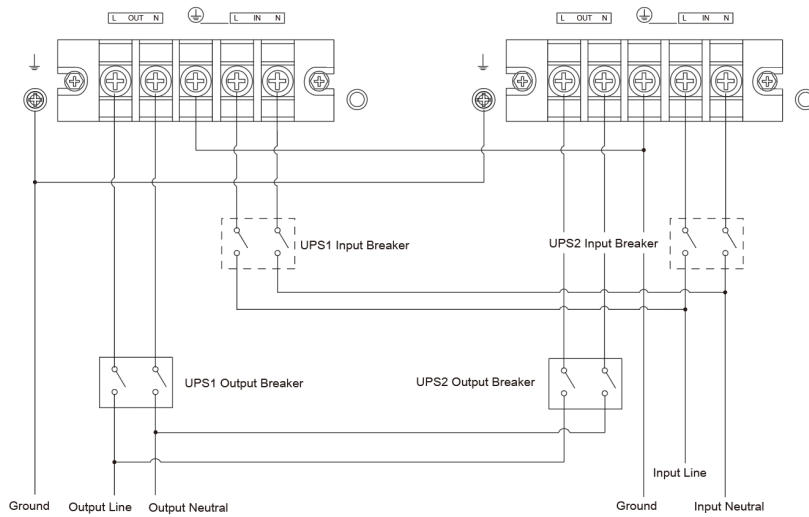 L OUT N
L IN N
L OUT N
L IN N
UPS1 Input Breaker
UPS2 Input Breaker
UPS1 Output Breaker
UPS2 Output Breaker
Input Line
Ground
Output Line
Output Neutral
Ground
Input Neutral